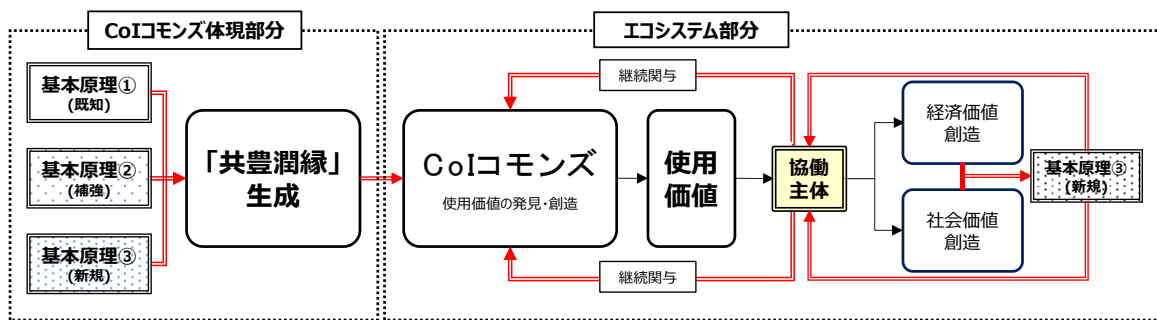 CoIコモンズ体現部分
エコシステム部分
基本原理①
(既知)
基本原理②
(補強)
基本原理③
(新規)
「共豊潤縁」
生成
継続関与
CoIコモンズ
使用価値の発見・創造
使用
価値
協働
主体
継続関与
経済価値
創造
社会価値
創造
基本原理③
(新規)